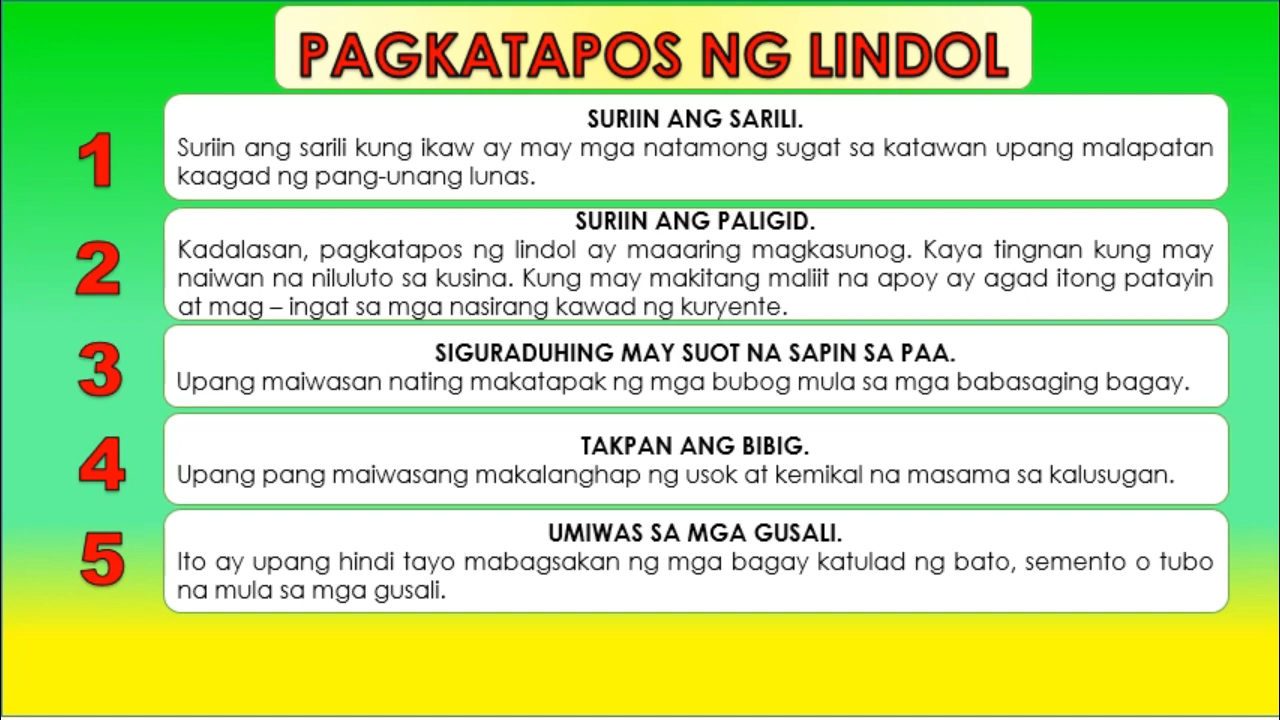 PAGKATAPOS NG LINDOL
1
SURIIN ANG SARILI.
Suriin ang sarili kung ikaw ay may mga natamong sugat sa katawan upang malapatan
kaagad ng pang-unang lunas.
2
SURIIN ANG PALIGID.
Kadalasan, pagkatapos ng lindol ay maaaring magkasunog. Kaya tingnan kung may
naiwan na niluluto sa kusina. Kung may makitang maliit na apoy ay agad itong patayin
at mag – ingat sa mga nasirang kawad ng kuryente.
3
SIGURADUHING MAY SUOT NA SAPIN SA PAA.
Upang maiwasan nating makatapak ng mga bubog mula sa mga babasaging bagay.
4
TAKPAN ANG BIBIG.
Upang pang maiwasang makalanghap ng usok at kemikal na masama sa kalusugan.
5
UMIWAS SA MGA GUSALI.
Ito ay upang hindi tayo mabagsakan ng mga bagay katulad ng bato, semento o tubo
na mula sa mga gusali.